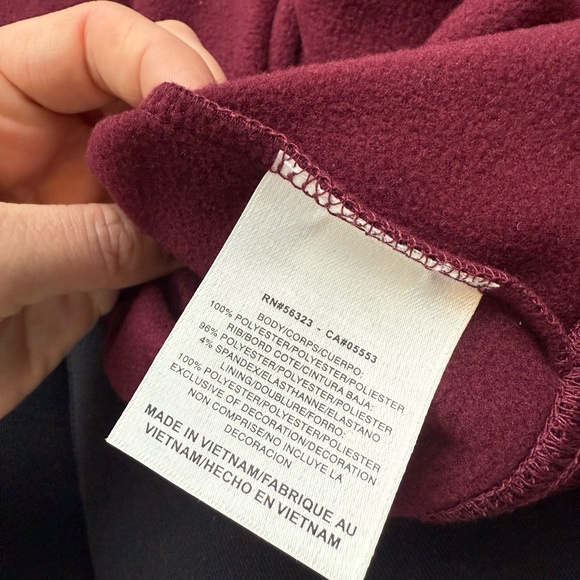 RN#56323 - CA#05553
BODY/CORPS/CUERPO:
100% POLYESTER/POLYESTER/POLIESTER
RIB/BORD COTE/CINTURA BAJA:
96% POLYESTER/POLYESTER/POLIESTER
4% SPANDEX/ELASTHANNE/ELASTANO
LINING/DOUBLURE/FORRO:
100% POLYESTER/POLYESTER/POLIESTER
EXCLUSIVE OF DECORATION/DECORATION
NON COMPRISE/NO INCLUYE LA
DECORACION
MADE IN VIETNAM/FABRIQUE AU
VIETNAM/HECHO EN VIETNAM